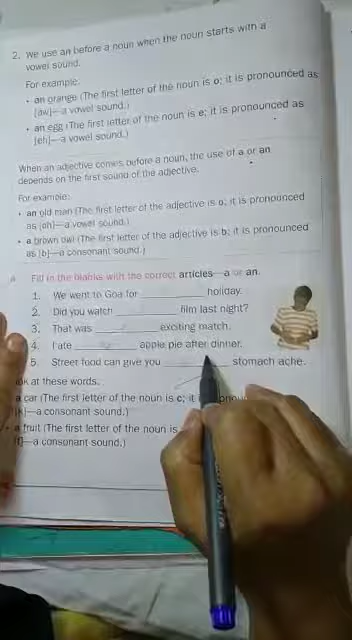 2. We use an before a noun when the noun starts with a
vowel sound.
For example:
• an orange (The first letter of the noun is o; it is pronounced as
[aw]—a vowel sound.)
• an egg (The first letter of the noun is e; it is pronounced as
[eh]—a vowel sound.)
When an adjective comes before a noun, the use of a or an
depends on the first sound of the adjective.
For example:
• an old man (The first letter of the adjective is o; it is pronounced
as [oh]—a vowel sound.)
• a brown owl (The first letter of the adjective is b; it is pronounced
as [b]—a consonant sound.)
Fill in the blanks with the correct articles—a or an.
1. We went to Goa for __________ holiday.
2. Did you watch __________ film last night?
3. That was __________ exciting match.
4. I ate __________ apple pie after dinner.
5. Street food can give you __________ stomach ache.
at these words.
a car (The first letter of the noun is c; it
[k]—a consonant sound.)
• a fruit (The first letter of the noun is
[f]—a consonant sound.)